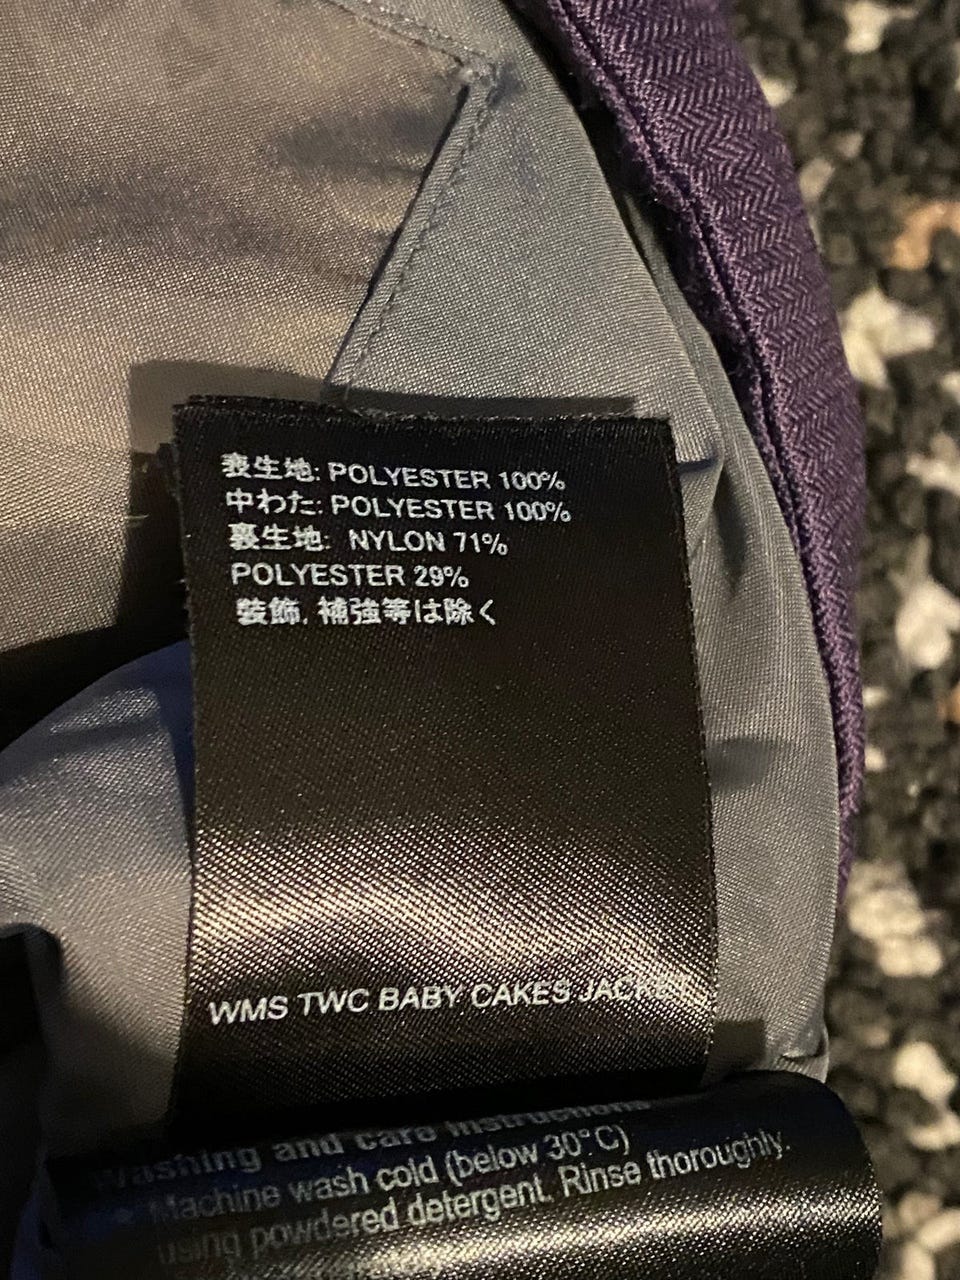 表生地: POLYESTER 100%
中わた: POLYESTER 100%
裏生地: NYLON 71%
POLYESTER 29%
装飾, 補強等は除く
WMS TWC BABY CAKES JACKET
Washing and care instructions
Machine wash cold (below 30°C)
using powdered detergent. Rinse thoroughly.